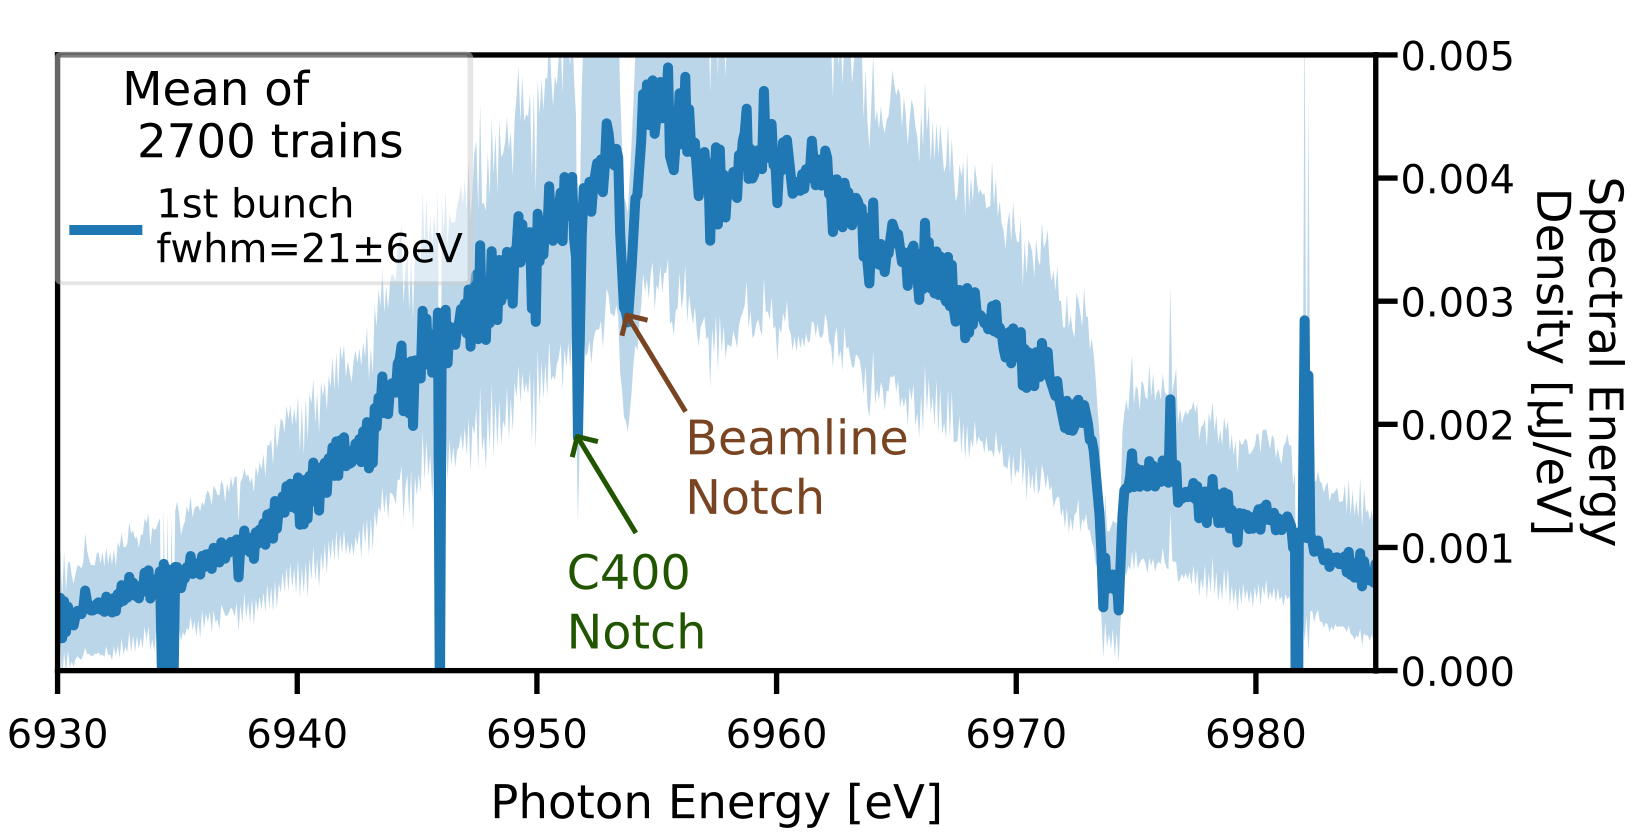 Mean of
2700 trains
1st bunch
fwhm=21±6eV
Beamline
Notch
C400
Notch
0.005
0.004
0.003
0.002
0.001
0.000
Spectral Energy
Density [μJ/eV]
6930
6940
6950
6960
6970
6980
Photon Energy [eV]